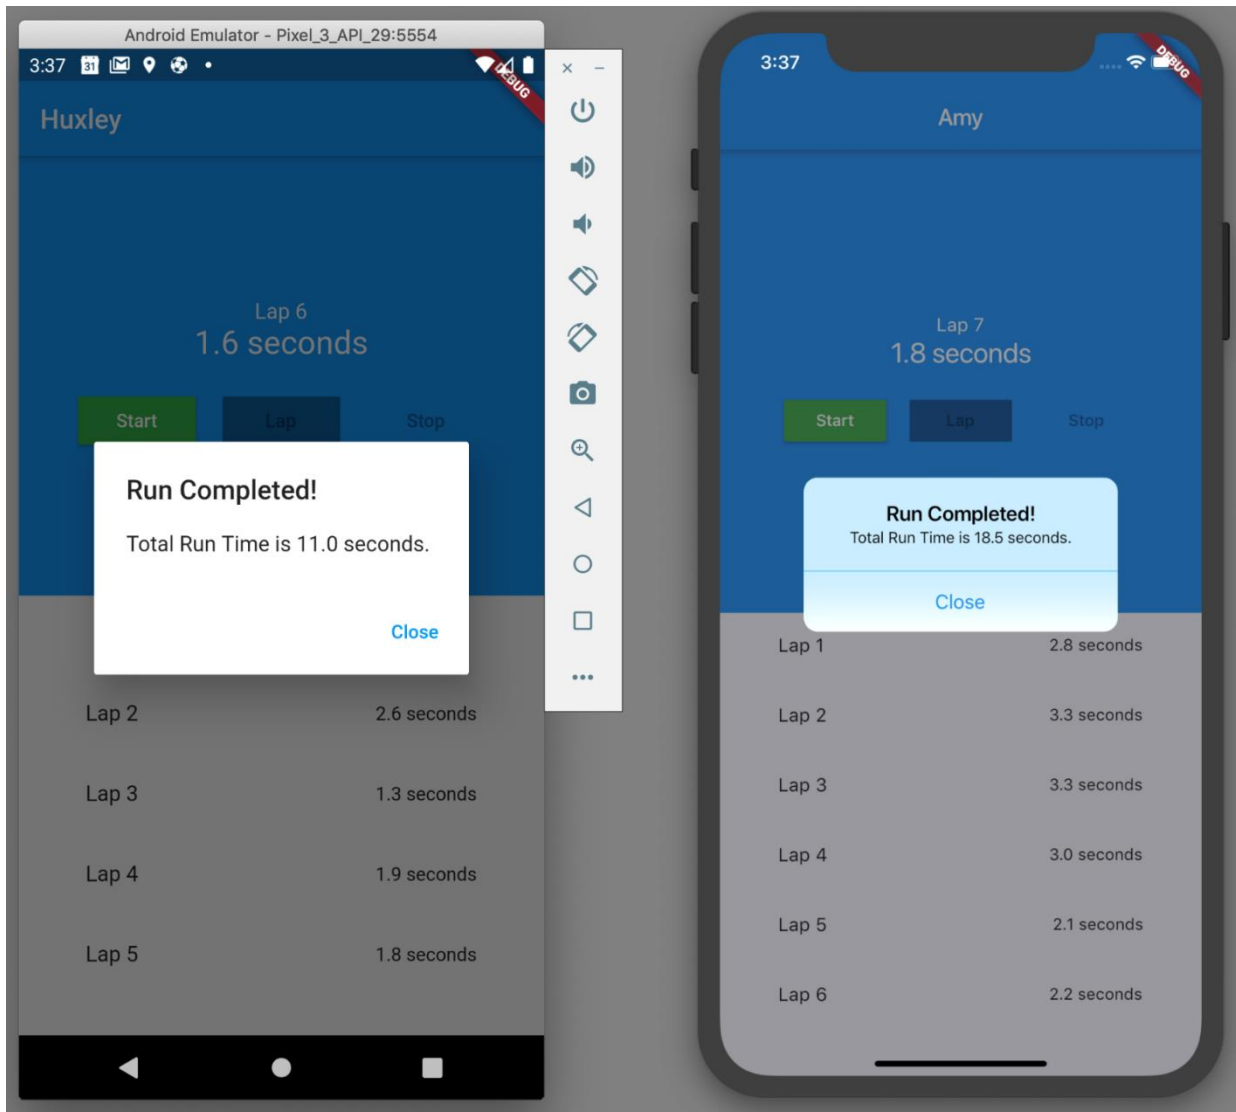 Android Emulator - Pixel_3_API_29:5554
3:37 31
DEBUG
Huxley
Lap 6
1.6 seconds
Start Lap Stop
Run Completed!
Total Run Time is 11.0 seconds.
Close
Lap 2 2.6 seconds
Lap 3 1.3 seconds
Lap 4 1.9 seconds
Lap 5 1.8 seconds
3:37
DEBUG
Amy
Lap 7
1.8 seconds
Start Lap Stop
Run Completed!
Total Run Time is 18.5 seconds.
Close
Lap 1 2.8 seconds
Lap 2 3.3 seconds
Lap 3 3.3 seconds
Lap 4 3.0 seconds
Lap 5 2.1 seconds
Lap 6 2.2 seconds